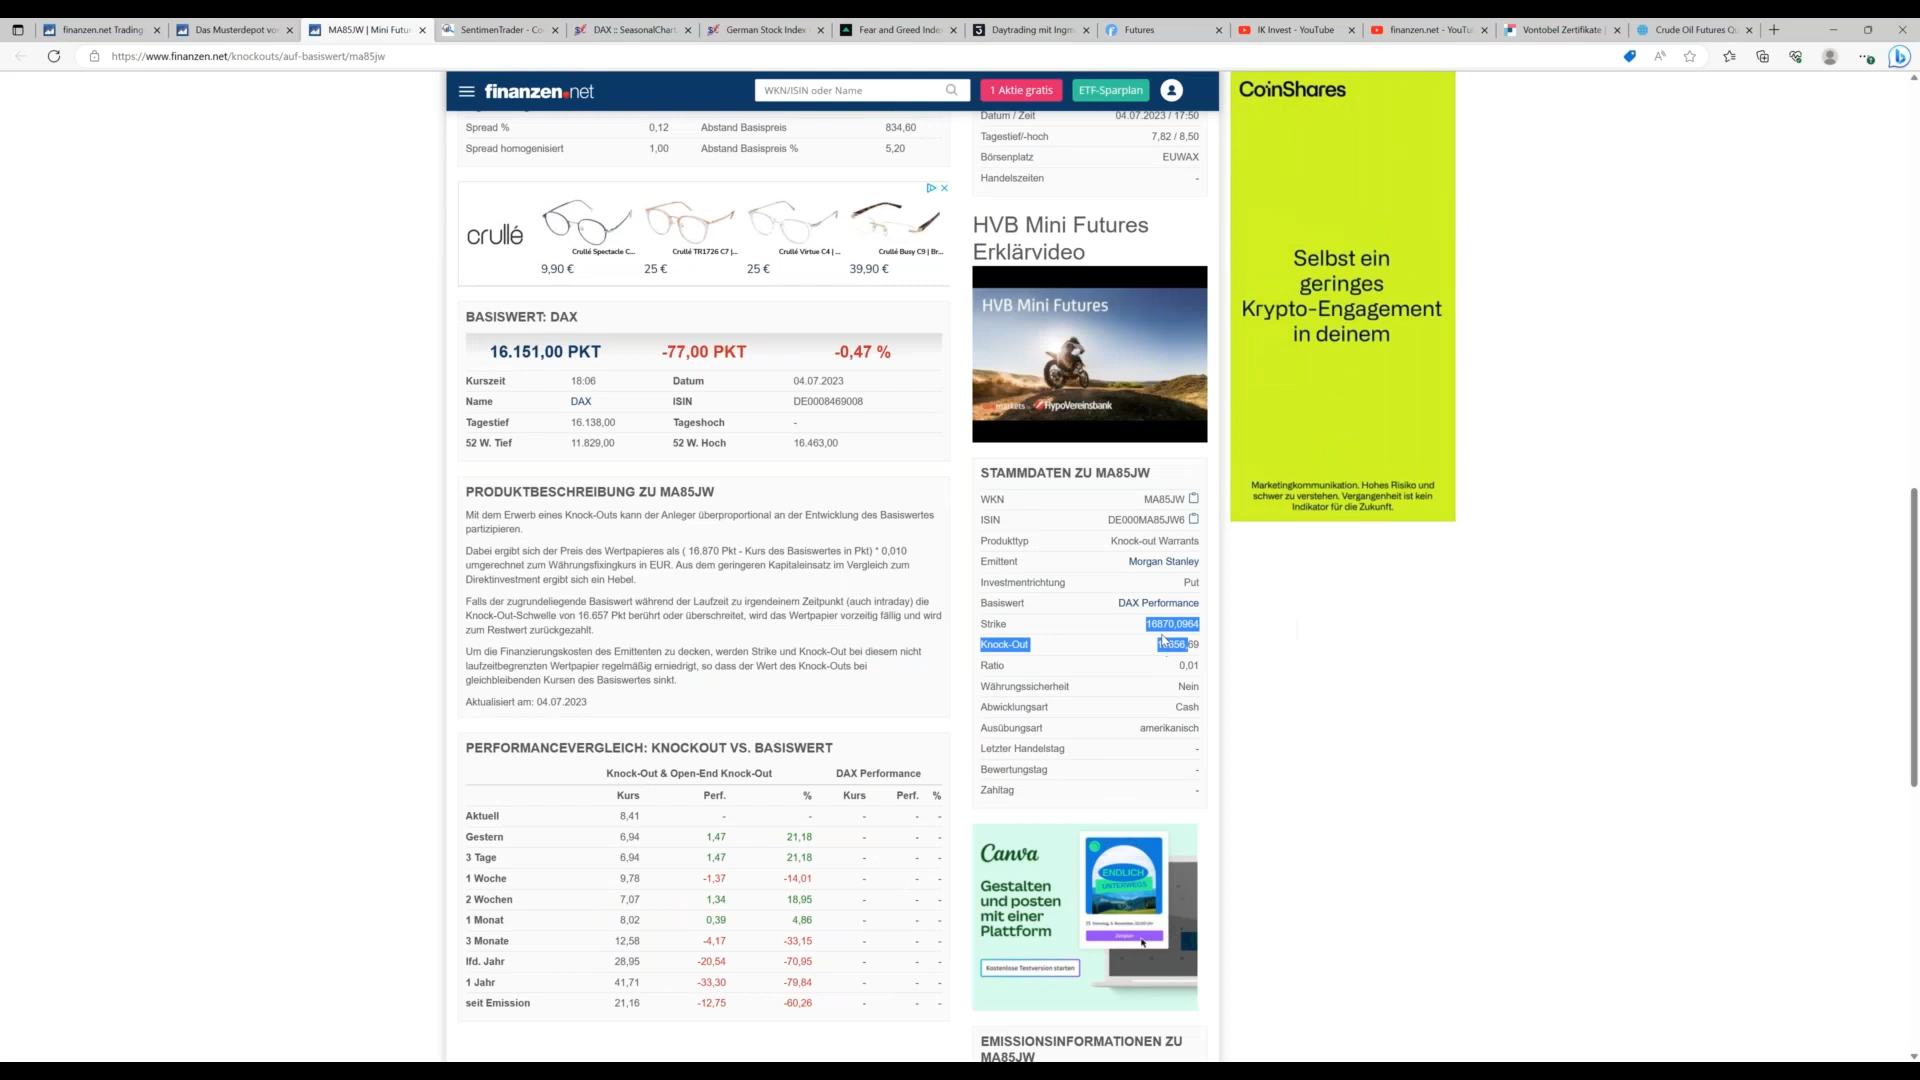 finanzen.net Trading
Das Musterdepot vo
MA85JW | Mini Futur
SentimenTrader - Co
DAX :: SeasonalChart
German Stock Index
Fear and Greed Index
Daytrading mit Ingm
Futures
IK Invest - YouTube
finanzen.net - YouTu
Vontobel Zertifikate
Crude Oil Futures Q
https://www.finanzen.net/knockouts/auf-basiswert/ma85jw
finanzen.net
WKN/ISIN oder Name
1 Aktie gratis
ETF-Sparplan
Spread % 0,12 Abstand Basispreis 834,60
Spread homogenisiert 1,00 Abstand Basispreis % 5,20
crullé
Crullé Spectacle C...
Crullé TR1726 C7 |...
Crullé Virtue C4 | ...
Crullé Busy C9 | Br...
9,90 € 25 € 25 € 39,90 €
BASISWERT: DAX
16.151,00 PKT -77,00 PKT -0,47 %
Kurszeit 18:06 Datum 04.07.2023
Name DAX ISIN DE0008469008
Tagestief 16.138,00 Tageshoch -
52 W. Tief 11.829,00 52 W. Hoch 16.463,00
PRODUKTBESCHREIBUNG ZU MA85JW
Mit dem Erwerb eines Knock-Outs kann der Anleger überproportional an der Entwicklung des Basiswertes
partizipieren.
Dabei ergibt sich der Preis des Wertpapieres als ( 16.870 Pkt - Kurs des Basiswertes in Pkt) * 0,010
umgerechnet zum Währungsfixingkurs in EUR. Aus dem geringeren Kapitaleinsatz im Vergleich zum
Direktinvestment ergibt sich ein Hebel.
Falls der zugrundeliegende Basiswert während der Laufzeit zu irgendeinem Zeitpunkt (auch intraday) die
Knock-Out-Schwelle von 16.657 Pkt berührt oder überschreitet, wird das Wertpapier vorzeitig fällig und wird
zum Restwert zurückgezahlt.
Um die Finanzierungskosten des Emittenten zu decken, werden Strike und Knock-Out bei diesem nicht
laufzeitbegrenzten Wertpapier regelmäßig erniedrigt, so dass der Wert des Knock-Outs bei
gleichbleibenden Kursen des Basiswertes sinkt.
Aktualisiert am: 04.07.2023
PERFORMANCEVERGLEICH: KNOCKOUT VS. BASISWERT
Knock-Out & Open-End Knock-Out DAX Performance
Kurs Perf. % Kurs Perf. %
Aktuell 8,41 - - - - -
Gestern 6,94 1,47 21,18 - - -
3 Tage 6,94 1,47 21,18 - - -
1 Woche 9,78 -1,37 -14,01 - - -
2 Wochen 7,07 1,34 18,95 - - -
1 Monat 8,02 0,39 4,86 - - -
3 Monate 12,58 -4,17 -33,15 - - -
lfd. Jahr 28,95 -20,54 -70,95 - - -
1 Jahr 41,71 -33,30 -79,84 - - -
seit Emission 21,16 -12,75 -60,26 - - -
Datum / Zeit 04.07.2023 / 17:50
Tagestief/-hoch 7,82 / 8,50
Börsenplatz EUWAX
Handelszeiten -
HVB Mini Futures
Erklärvideo
HVB Mini Futures
HypoVereinsbank
STAMMDATEN ZU MA85JW
WKN MA85JW
ISIN DE000MA85JW6
Produkttyp Knock-out Warrants
Emittent Morgan Stanley
Investmentrichtung Put
Basiswert DAX Performance
Strike 16870,0964
Knock-Out 16656,69
Ratio 0,01
Währungssicherheit Nein
Abwicklungsart Cash
Ausübungsart amerikanisch
Letzter Handelstag -
Bewertungstag -
Zahltag -
Canva
Gestalten
und posten
mit einer
Plattform
Kostenlose Testversion starten
ENDLICH
UNTERWEGS
EMISSIONSINFORMATIONEN ZU
MA85JW
CoinShares
Selbst ein
geringes
Krypto-Engagement
in deinem
Marketingkommunikation. Hohes Risiko und
schwer zu verstehen. Vergangenheit ist kein
Indikator für die Zukunft.